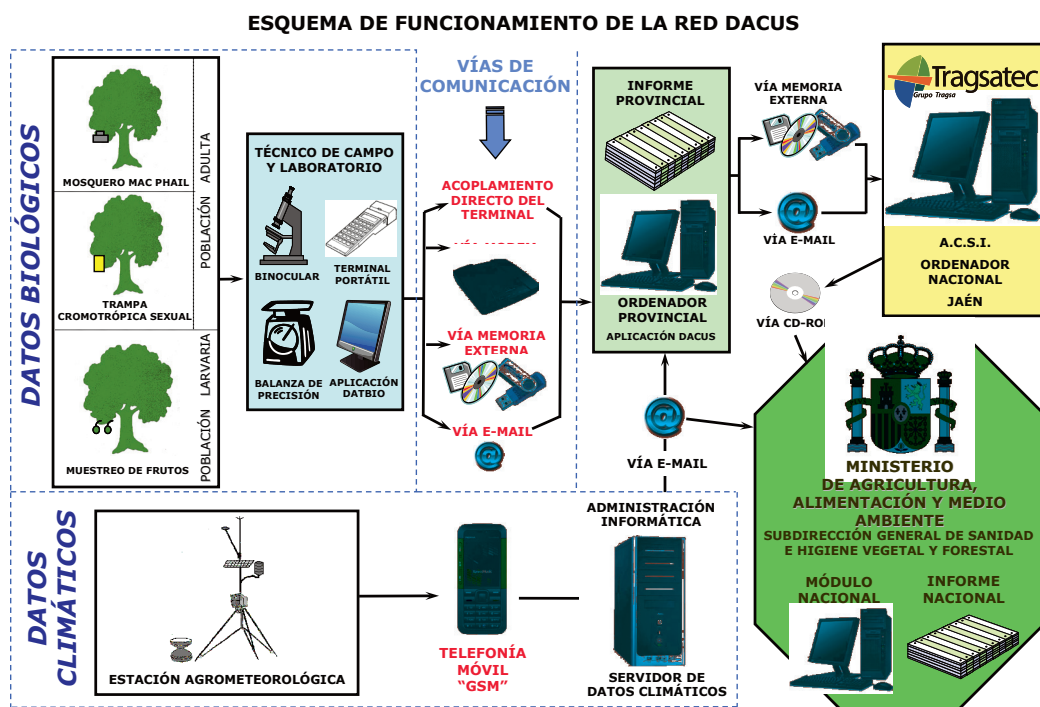 ESQUEMA DE FUNCIONAMIENTO DE LA RED DACUS
DATOS BIOLÓGICOS
MOSQUERO MAC PHAIL
TRAMPA
CROMOTRÓPICA SEXUAL
MUESTREO DE FRUTOS
POBLACIÓN ADULTA
POBLACIÓN LARVARIA
TÉCNICO DE CAMPO
Y LABORATORIO
BINOCULAR
TERMINAL
PORTÁTIL
BALANZA DE
PRECISIÓN
APLICACIÓN
DATBIO
VÍAS DE
COMUNICACIÓN
ACOPLAMIENTO
DIRECTO DEL
TERMINAL
VÍA MEMORIA
EXTERNA
VÍA E-MAIL
INFORME
PROVINCIAL
ORDENADOR
PROVINCIAL
APLICACIÓN DACUS
VÍA MEMORIA
EXTERNA
VÌA E-MAIL
Tragsatec
Grupo Tragsa
A.C.S.I.
ORDENADOR
NACIONAL
JAÉN
VÍA CD-RO
VÍA E-MAIL
MINISTERIO
DE AGRICULTURA,
ALIMENTACIÓN Y MEDIO
AMBIENTE
SUBDIRECCIÓN GENERAL DE SANIDAD
E HIGIENE VEGETAL Y FORESTAL
MÓDULO
NACIONAL
INFORME
NACIONAL
DATOS
CLIMÁTICOS
ESTACIÓN AGROMETEOROLÓGICA
TELEFONÍA
MÓVIL
“GSM”
ADMINISTRACIÓN
INFORMÁTICA
SERVIDOR DE
DATOS CLIMÁTICOS